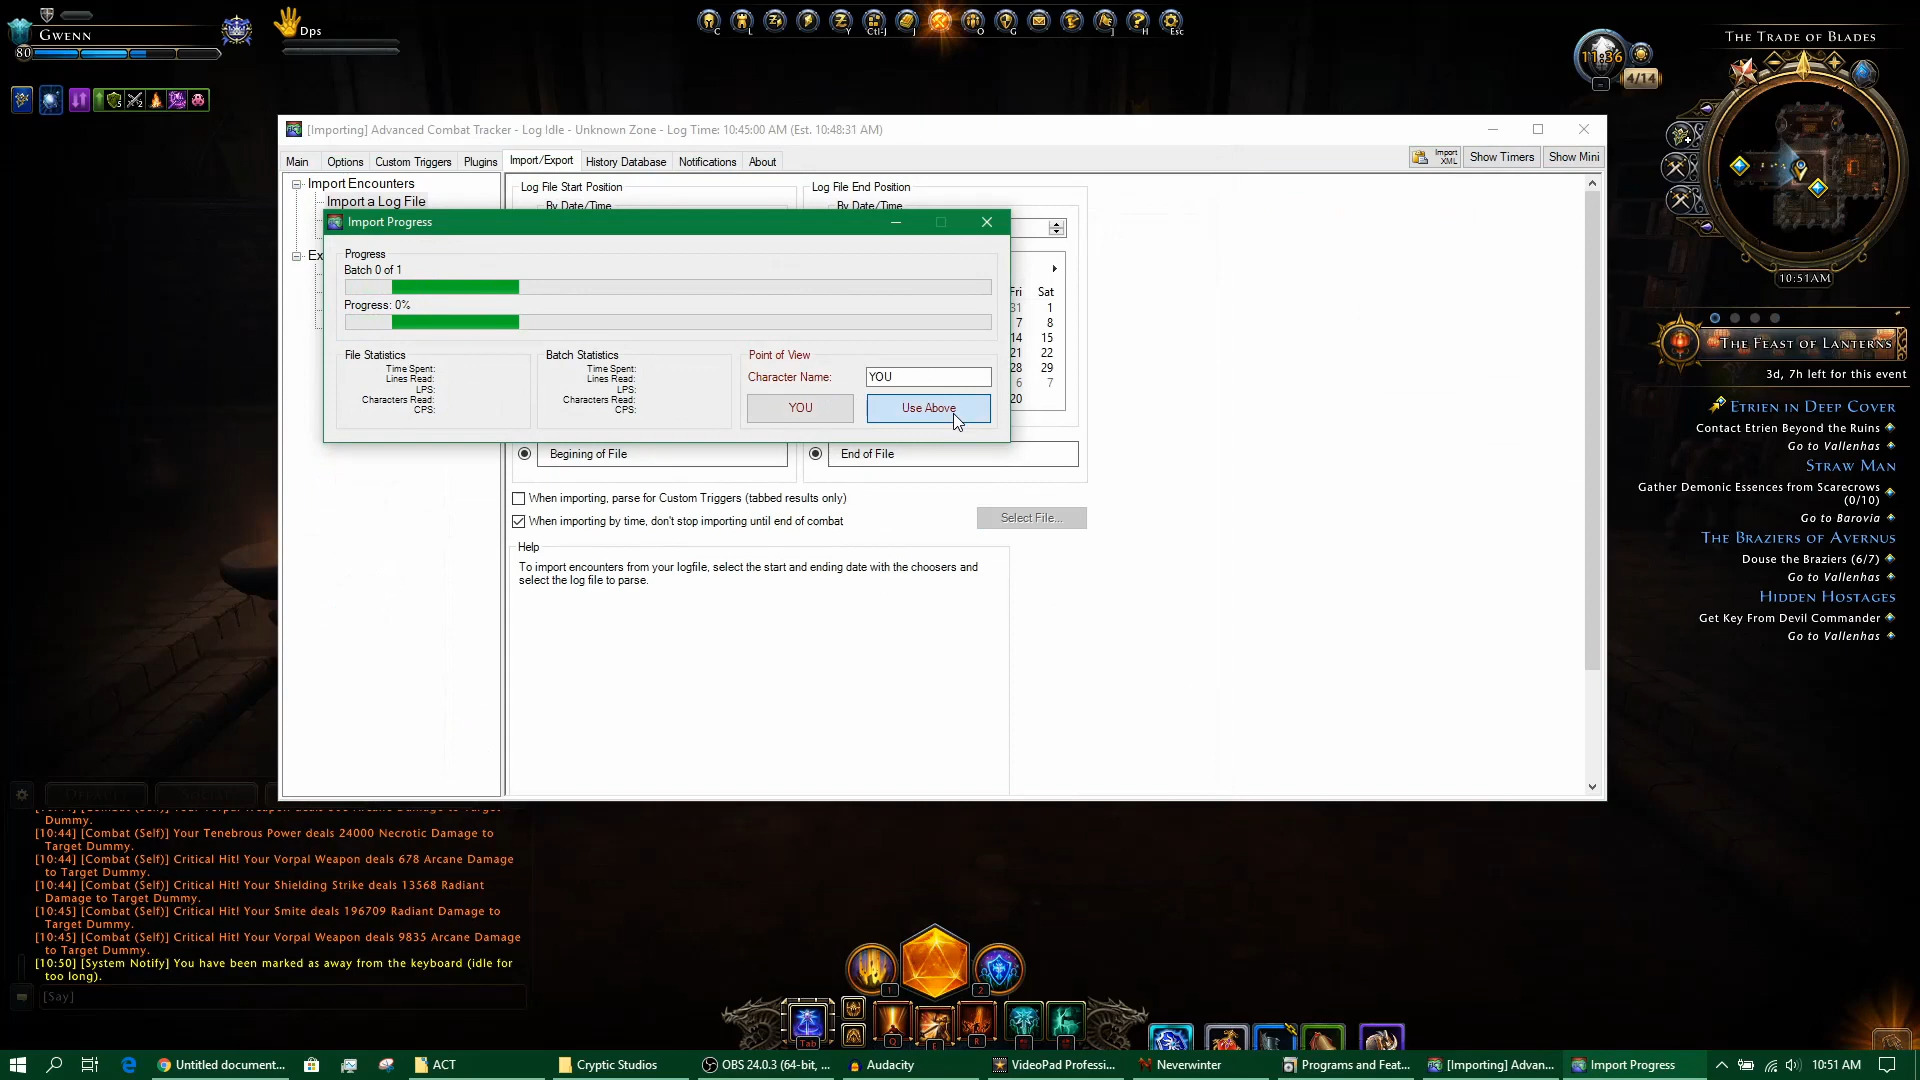 Gwenn
80
Dps
C
L
Y
Ctl-J
J
O
G
]
H
Esc
11:36
4/14
THE TRADE OF BLADES
10:51AM
THE FEAST OF LANTERNS
3d, 7h left for this event
ETRIEN IN DEEP COVER
Contact Etrien Beyond the Ruins
Go to Vallenhas
STRAW MAN
Gather Demonic Essences from Scarecrows
(0/10)
Go to Barovia
THE BRAZIERS OF AVERNUS
Douse the Braziers (6/7)
Go to Vallenhas
HIDDEN HOSTAGES
Get Key From Devil Commander
Go to Vallenhas
[Importing] Advanced Combat Tracker - Log Idle - Unknown Zone - Log Time: 10:45:00 AM (Est. 10:48:31 AM)
Main Options Custom Triggers Plugins Import/Export History Database Notifications About
Import XML Show Timers Show Mini
Import Encounters
Import a Log File
Ex
Log File Start Position
By Date/Time
Log File End Position
By Date/Time
Import Progress
Progress
Batch 0 of 1
Progress: 0%
File Statistics
Time Spent:
Lines Read:
LPS:
Characters Read:
CPS:
Batch Statistics
Time Spent:
Lines Read:
LPS:
Characters Read:
CPS:
Point of View
Character Name: YOU
YOU Use Above
Fri Sat
31 1
7 8
14 15
21 22
28 29
6 7
20
Begining of File
End of File
When importing, parse for Custom Triggers (tabbed results only)
When importing by time, don't stop importing until end of combat
Select File...
Help
To import encounters from your logfile, select the start and ending date with the choosers and
select the log file to parse.
Dummy.
[10:44] [Combat (Self)] Your Tenebrous Power deals 24000 Necrotic Damage to
Target Dummy.
[10:44] [Combat (Self)] Critical Hit! Your Vorpal Weapon deals 678 Arcane Damage
to Target Dummy.
[10:44] [Combat (Self)] Critical Hit! Your Shielding Strike deals 13568 Radiant
Damage to Target Dummy.
[10:45] [Combat (Self)] Critical Hit! Your Smite deals 196709 Radiant Damage to
Target Dummy.
[10:45] [Combat (Self)] Critical Hit! Your Vorpal Weapon deals 9835 Arcane Damage
to Target Dummy.
[10:50] [System Notify] You have been marked as away from the keyboard (idle for
too long).
[Say]
1
2
Tab
Q
E
R
Untitled document...
ACT
Cryptic Studios
OBS 24.0.3 (64-bit, ...
Audacity
VideoPad Professi...
Neverwinter
Programs and Feat...
[Importing] Advan...
Import Progress
10:51 AM